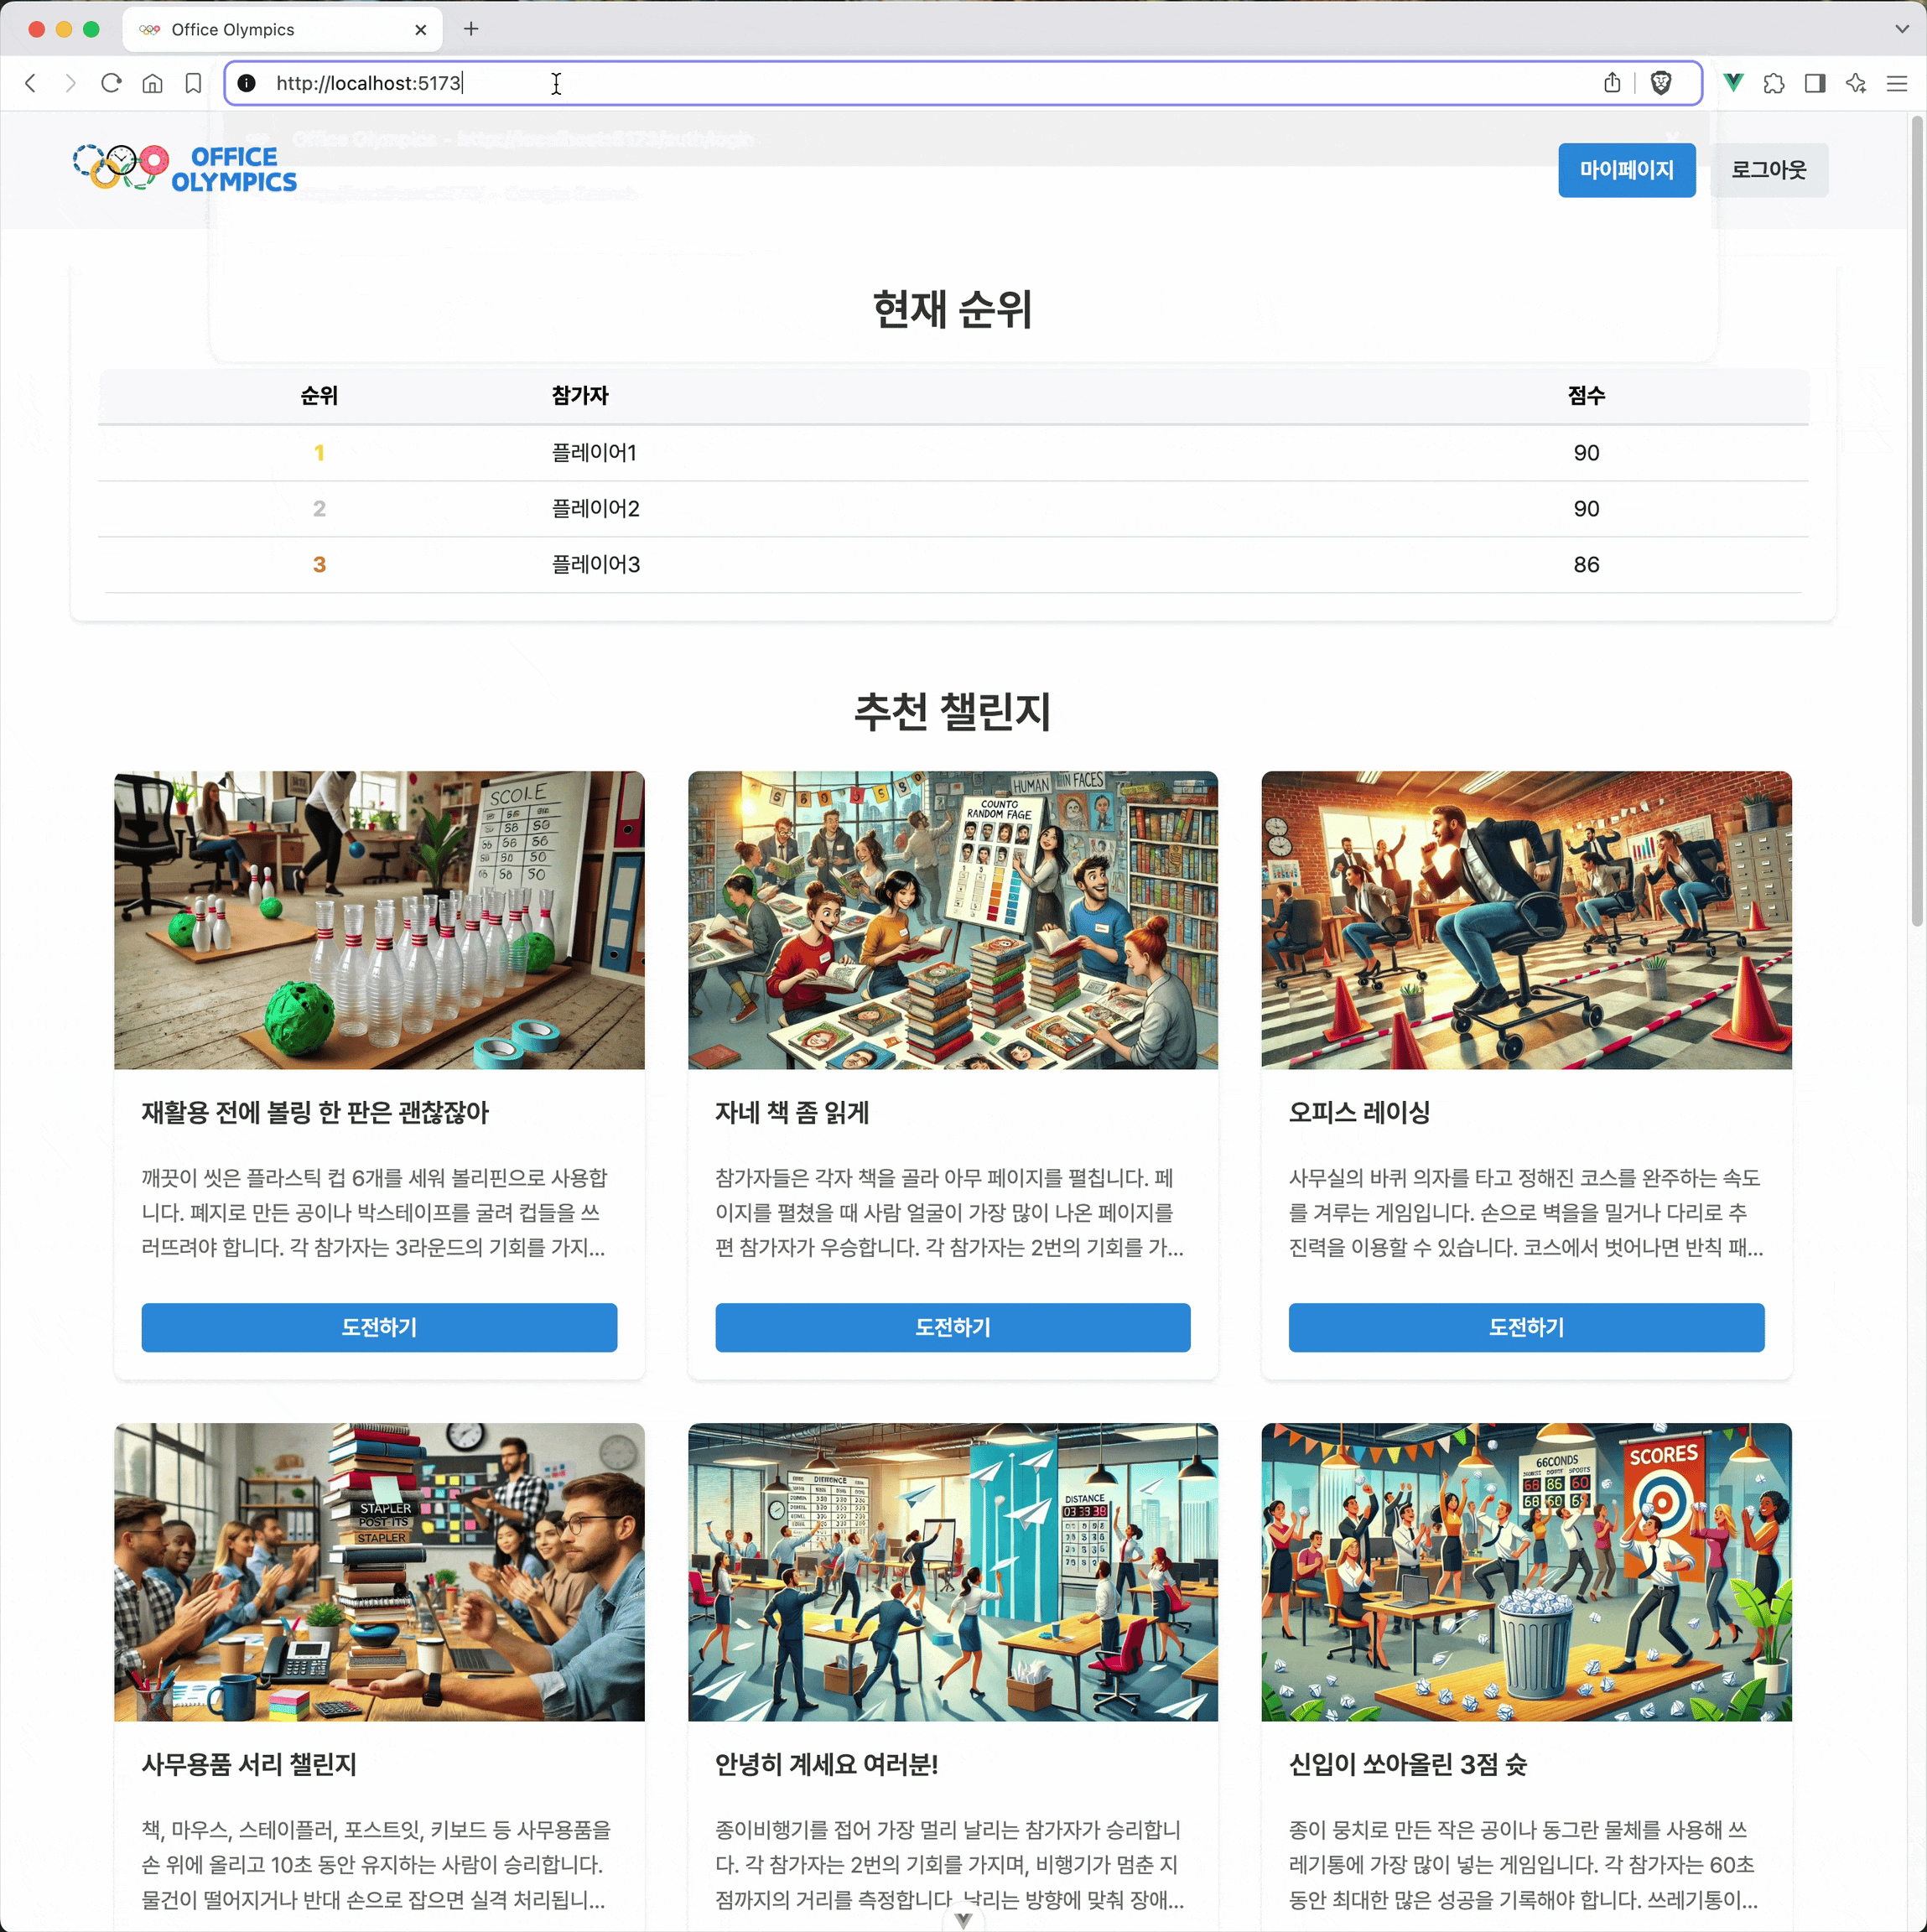 Office Olympics
http://localhost:5173
OFFICE
OLYMPICS
마이페이지
로그아웃
현재 순위
순위 참가자 점수
1 플레이어1 90
2 플레이어2 90
3 플레이어3 86
추천 챌린지
SCOLE
HUMAN
IN FACES
COUNTG
RANDOM FAGE
재활용 전에 볼링 한 판은 괜찮잖아
깨끗이 씻은 플라스틱 컵 6개를 세워 볼리핀으로 사용합
니다. 폐지로 만든 공이나 박스테이프를 굴려 컵들을 쓰
러뜨려야 합니다. 각 참가자는 3라운드의 기회를 가지...
도전하기
자네 책 좀 읽게
참가자들은 각자 책을 골라 아무 페이지를 펼칩니다. 페
이지를 펼쳤을 때 사람 얼굴이 가장 많이 나온 페이지를
편 참가자가 우승합니다. 각 참가자는 2번의 기회를 가...
도전하기
오피스 레이싱
사무실의 바퀴 의자를 타고 정해진 코스를 완주하는 속도
를 겨루는 게임입니다. 손으로 벽을을 밀거나 다리로 추
진력을 이용할 수 있습니다. 코스에서 벗어나면 반칙 패...
도전하기
STAPLER
POST-ITS
STAPLER
DISTANCE
66CONDS
68 86 60
SCORES
사무용품 서리 챌린지
책, 마우스, 스테이플러, 포스트잇, 키보드 등 사무용품을
손 위에 올리고 10초 동안 유지하는 사람이 승리합니다.
물건이 떨어지거나 반대 손으로 잡으면 실격 처리됩니...
안녕히 계세요 여러분!
종이비행기를 접어 가장 멀리 날리는 참가자가 승리합니
다. 각 참가자는 2번의 기회를 가지며, 비행기가 멈춘 지
점까지의 거리를 측정합니다. 날리는 방향에 맞춰 장애...
신입이 쏘아올린 3점 슛
종이 뭉치로 만든 작은 공이나 동그란 물체를 사용해 쓰
레기통에 가장 많이 넣는 게임입니다. 각 참가자는 60초
동안 최대한 많은 성공을 기록해야 합니다. 쓰레기통이...